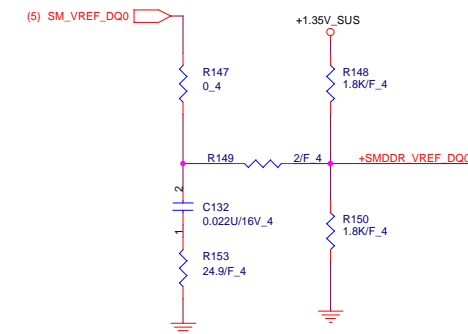 (5) SM_VREF_DQ0
+1.35V_SUS
R147
0_4
R148
1.8K/F_4
R149
2/F_4
+SMDDR_VREF_DQ0
2
C132
0.022U/16V_4
1
R150
1.8K/F_4
R153
24.9/F_4